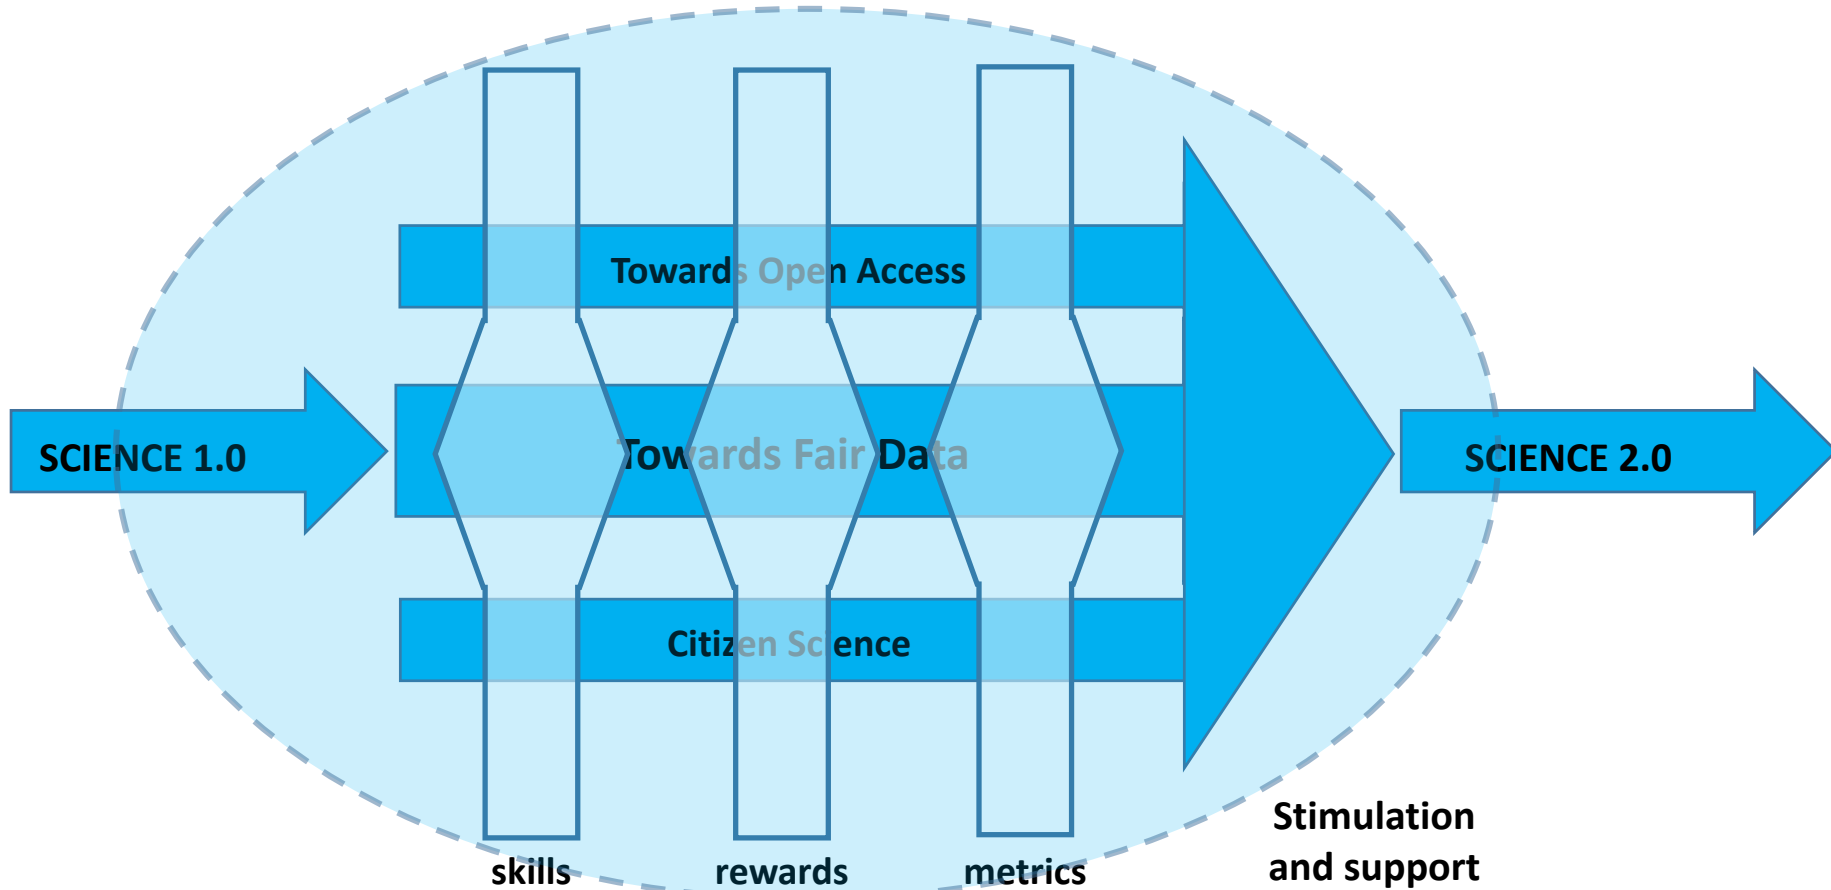 Towards Open Access
SCIENCE 1.0
Towards Fair Data
SCIENCE 2.0
Citizen Science
Stimulation
and support
skills
rewards
metrics